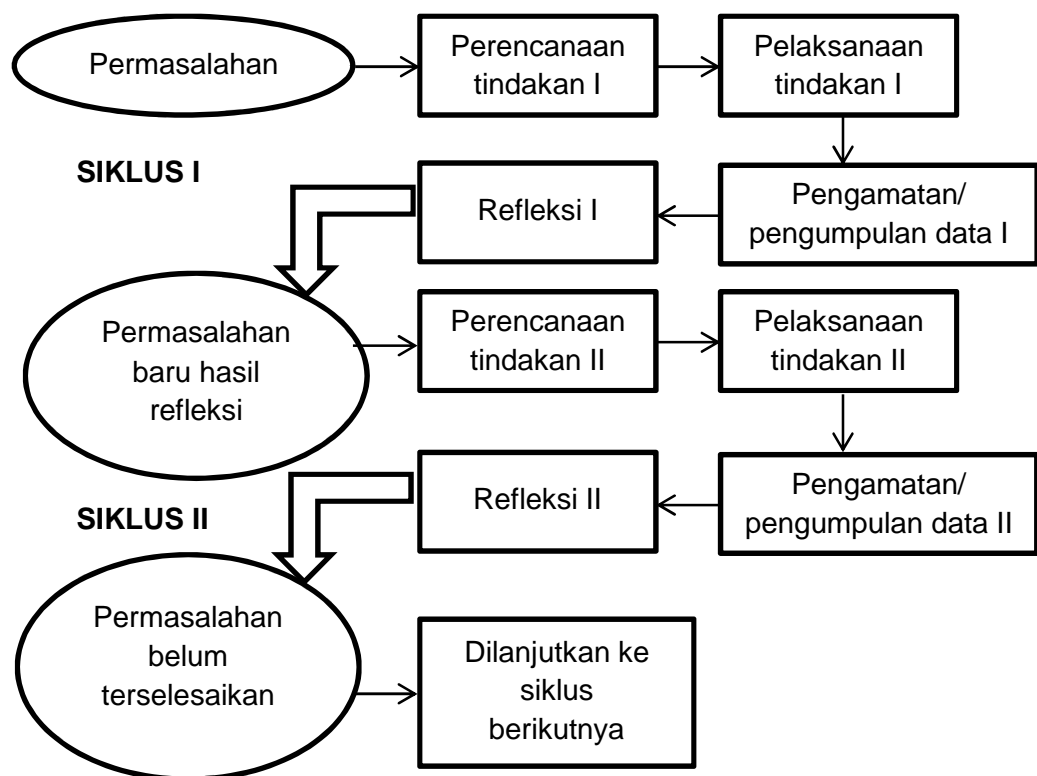 Permasalahan
Perencanaan
tindakan I
Pelaksanaan
tindakan I
SIKLUS I
Refleksi I
Pengamatan/
pengumpulan data I
Permasalahan
baru hasil
refleksi
Perencanaan
tindakan II
Pelaksanaan
tindakan II
SIKLUS II
Refleksi II
Pengamatan/
pengumpulan data II
Permasalahan
belum
terselesaikan
Dilanjutkan ke
siklus
berikutnya